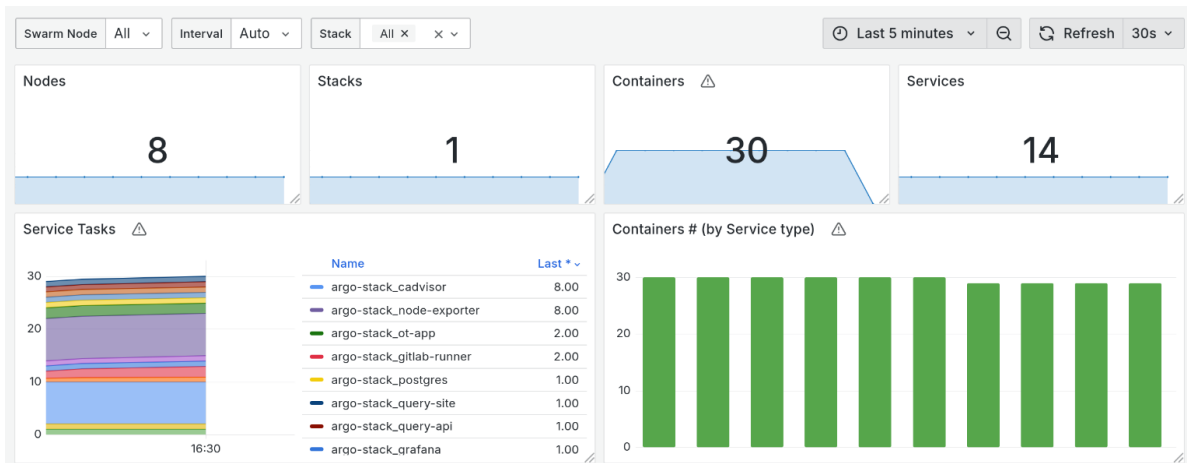 Swarm Node All Interval Auto Stack All × × Last 5 minutes Refresh 30s
Nodes
8
Stacks
1
Containers
30
Services
14
Service Tasks
30
20
10
0
16:30
Name Last *
argo-stack_cadvisor 8.00
argo-stack_node-exporter 8.00
argo-stack_ot-app 2.00
argo-stack_gitlab-runner 2.00
argo-stack_postgres 1.00
argo-stack_query-site 1.00
argo-stack_query-api 1.00
argo-stack_grafana 1.00
Containers # (by Service type)
30
20
10
0